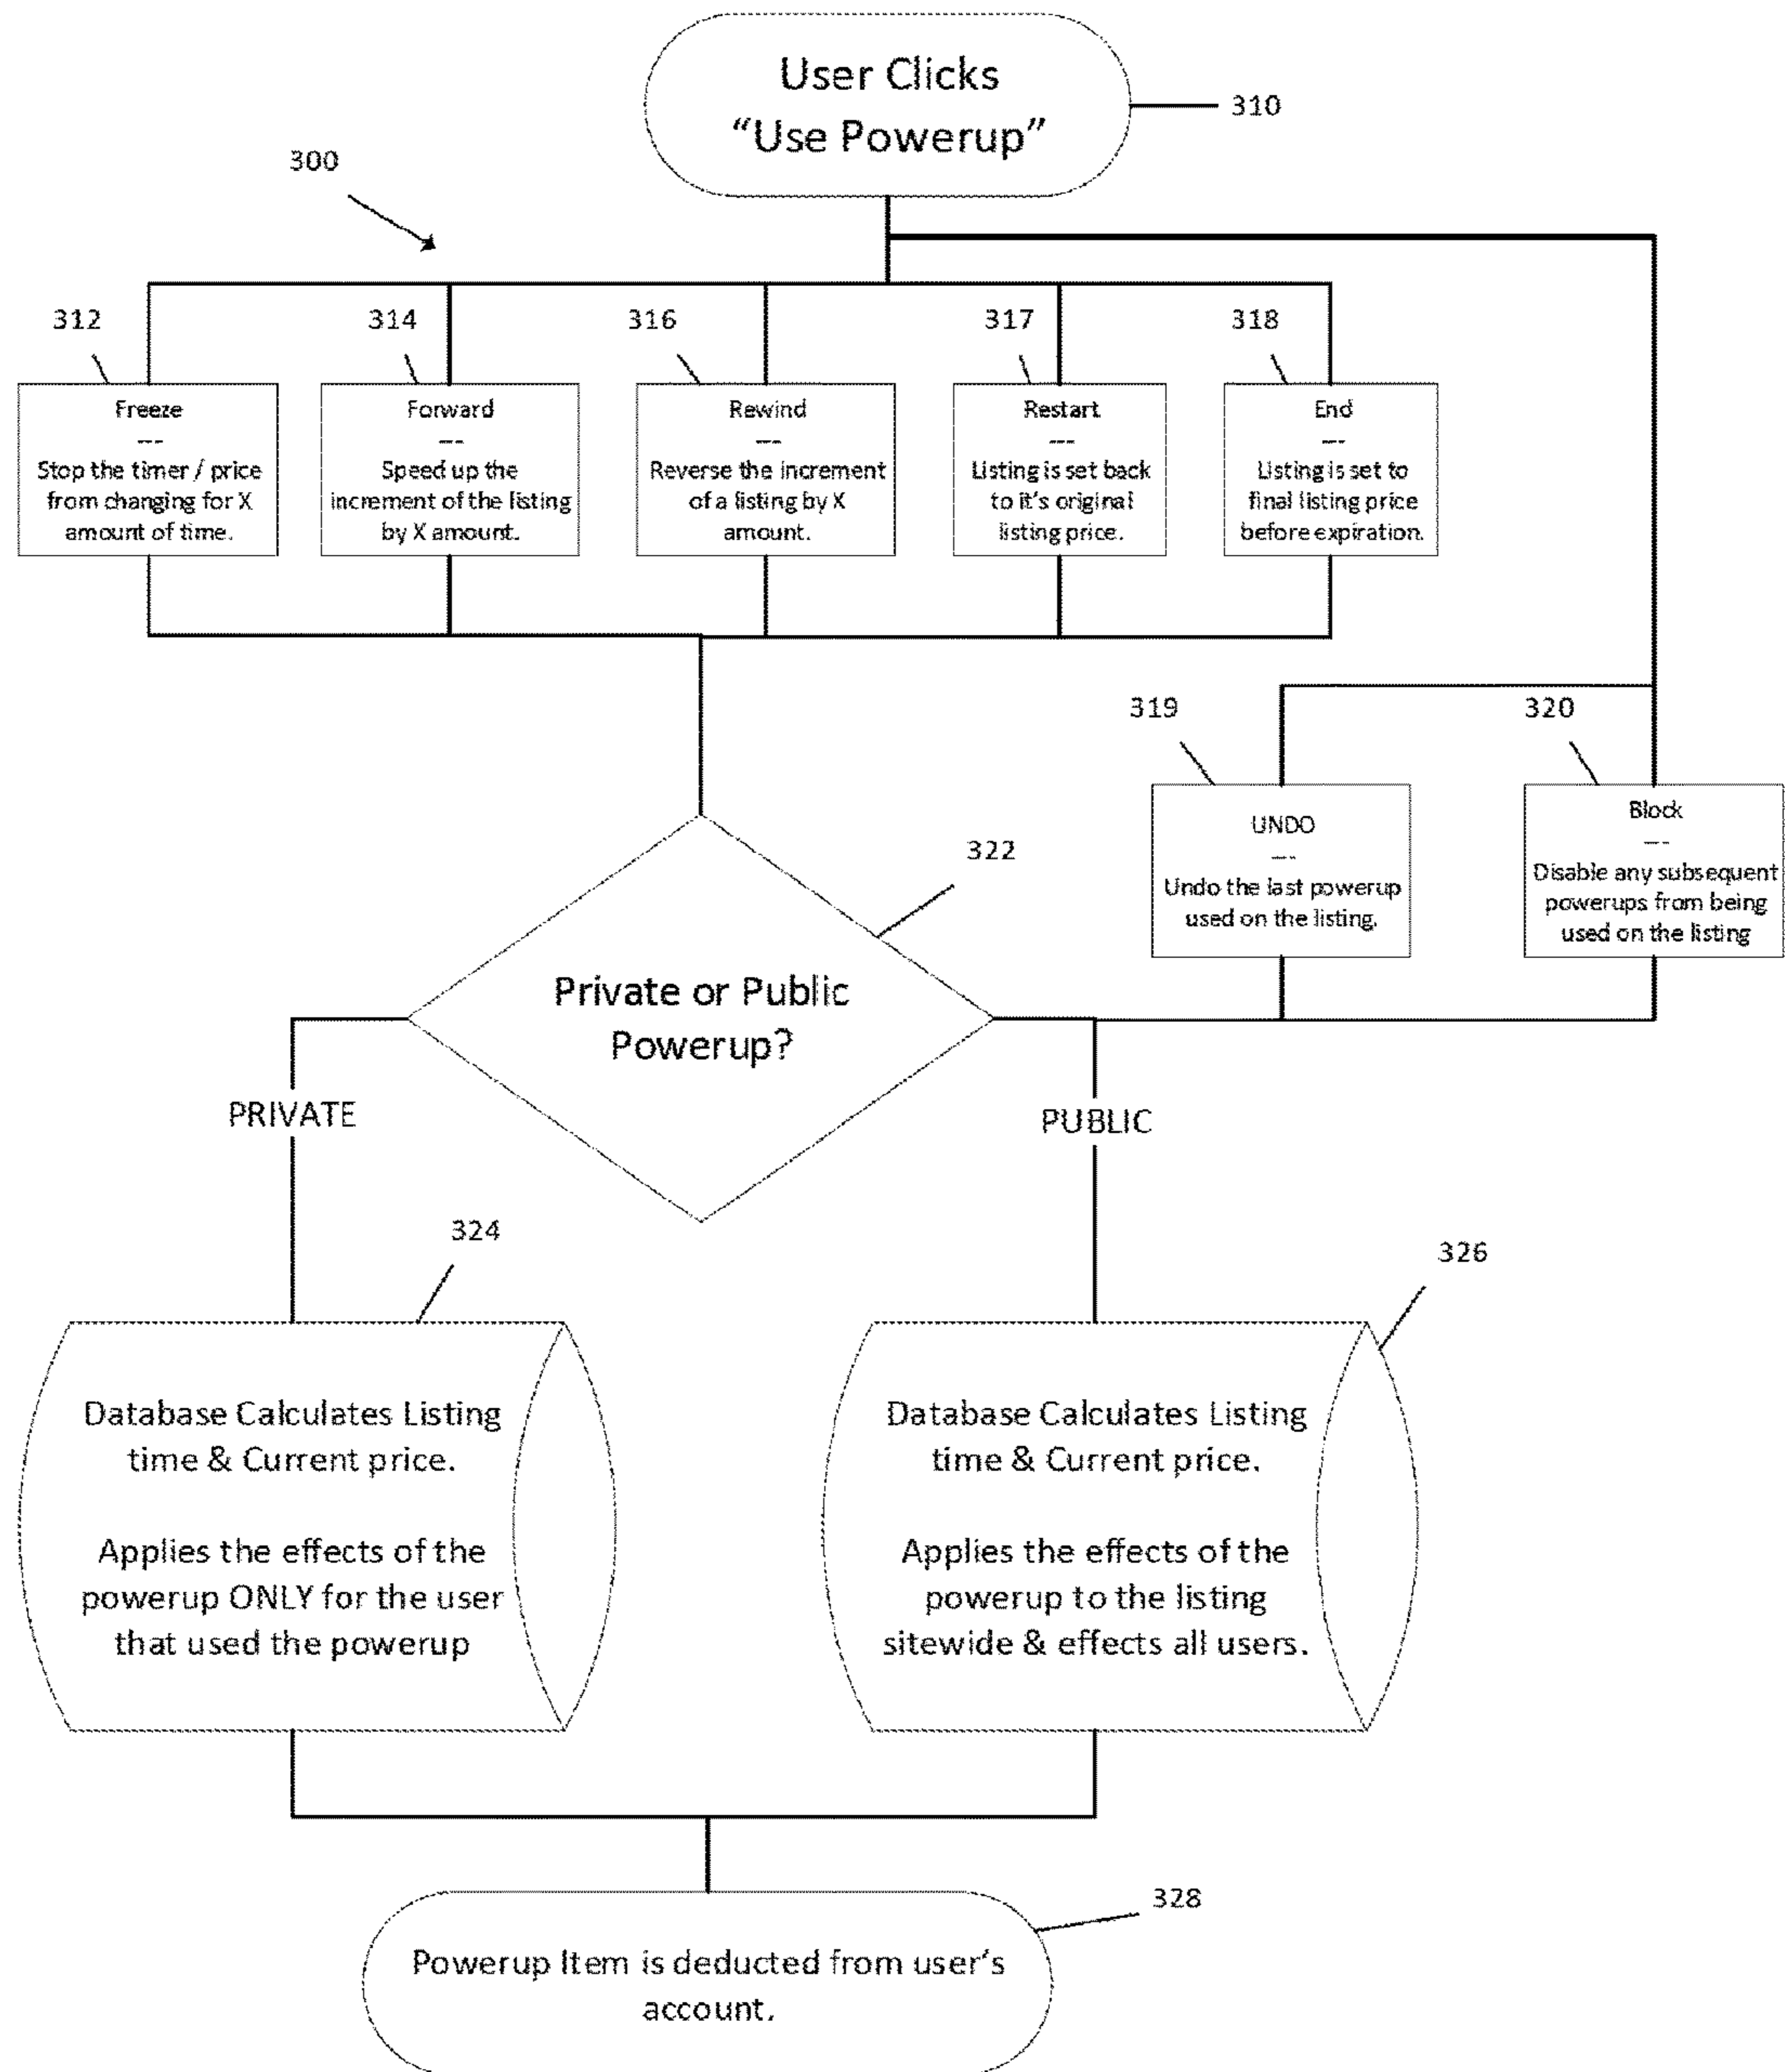 User Clicks
“Use Powerup”
310
300
312
314
316
317
318
Freeze
---
Stop the timer / price
from changing for X
amount of time.
Forward
---
Speed up the
increment of the listing
by X amount.
Rewind
---
Reverse the increment
of a listing by X
amount.
Restart
---
Listing is set back
to it's original
listing price.
End
---
Listing is set to
final listing price
before expiration.
319
320
UNDO
---
Undo the last powerup
used on the listing.
Block
---
Disable any subsequent
powerups from being
used on the listing
322
Private or Public
Powerup?
PRIVATE
PUBLIC
324
326
Database Calculates Listing
time & Current price.
Applies the effects of the
powerup ONLY for the user
that used the powerup
Database Calculates Listing
time & Current price.
Applies the effects of the
powerup to the listing
sitewide & effects all users.
328
Powerup Item is deducted from user's
account.